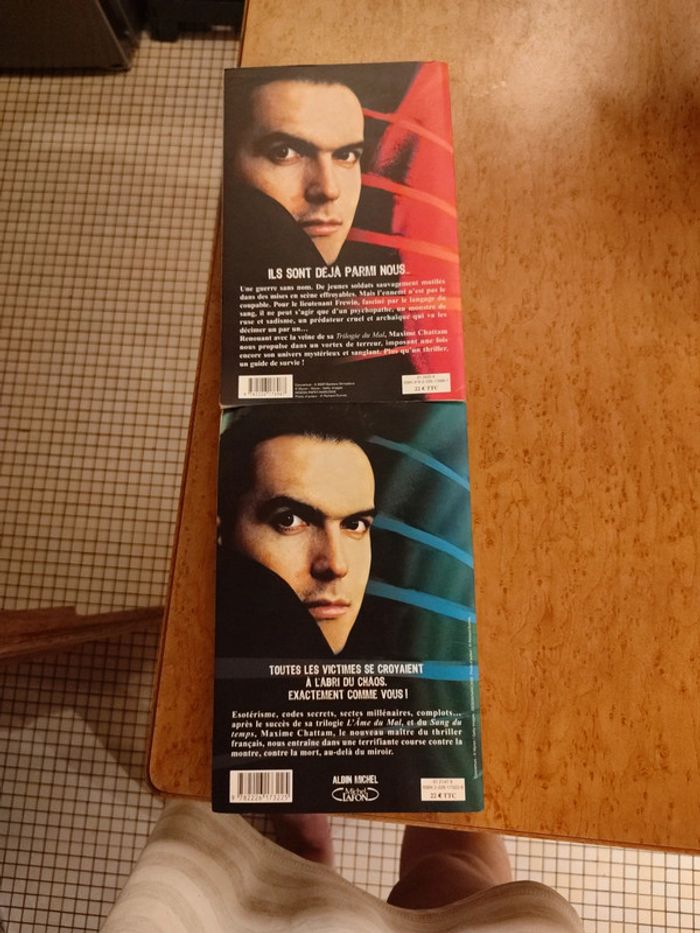 ILS SONT DÉJÀ PARMI NOUS...
Une guerre sans nom. De jeunes soldats sauvagement mutilés
dans des mises en scène effroyables. Mais l'ennemi n'est pas le
coupable. Pour le lieutenant Frewin, fasciné par le langage du
sang, il ne peut s'agir que d'un psychopathe, un monstre de
ruse et sadisme, un prédateur cruel et archaïque qui va les
décimer un par un...
Renouant avec la veine de sa Trilogie du Mal, Maxime Chattam
nous propulse dans un vortex de terreur, imposant une fois
encore son univers mystérieux et sanglant. Plus qu'un thriller,
un guide de survie !
22 € TTC
TOUTES LES VICTIMES SE CROYAIENT
À L'ABRI DU CHAOS.
EXACTEMENT COMME VOUS !
Esotérisme, codes secrets, sectes millénaires, complots...
après le succès de sa trilogie L'Âme du Mal, et du Sang du
temps, Maxime Chattam, le nouveau maître du thriller
français, nous entraîne dans une terrifiante course contre la
montre, contre la mort, au-delà du miroir.
ALBIN MICHEL
Michel
LAFON
9 782226 173225
22 € TTC